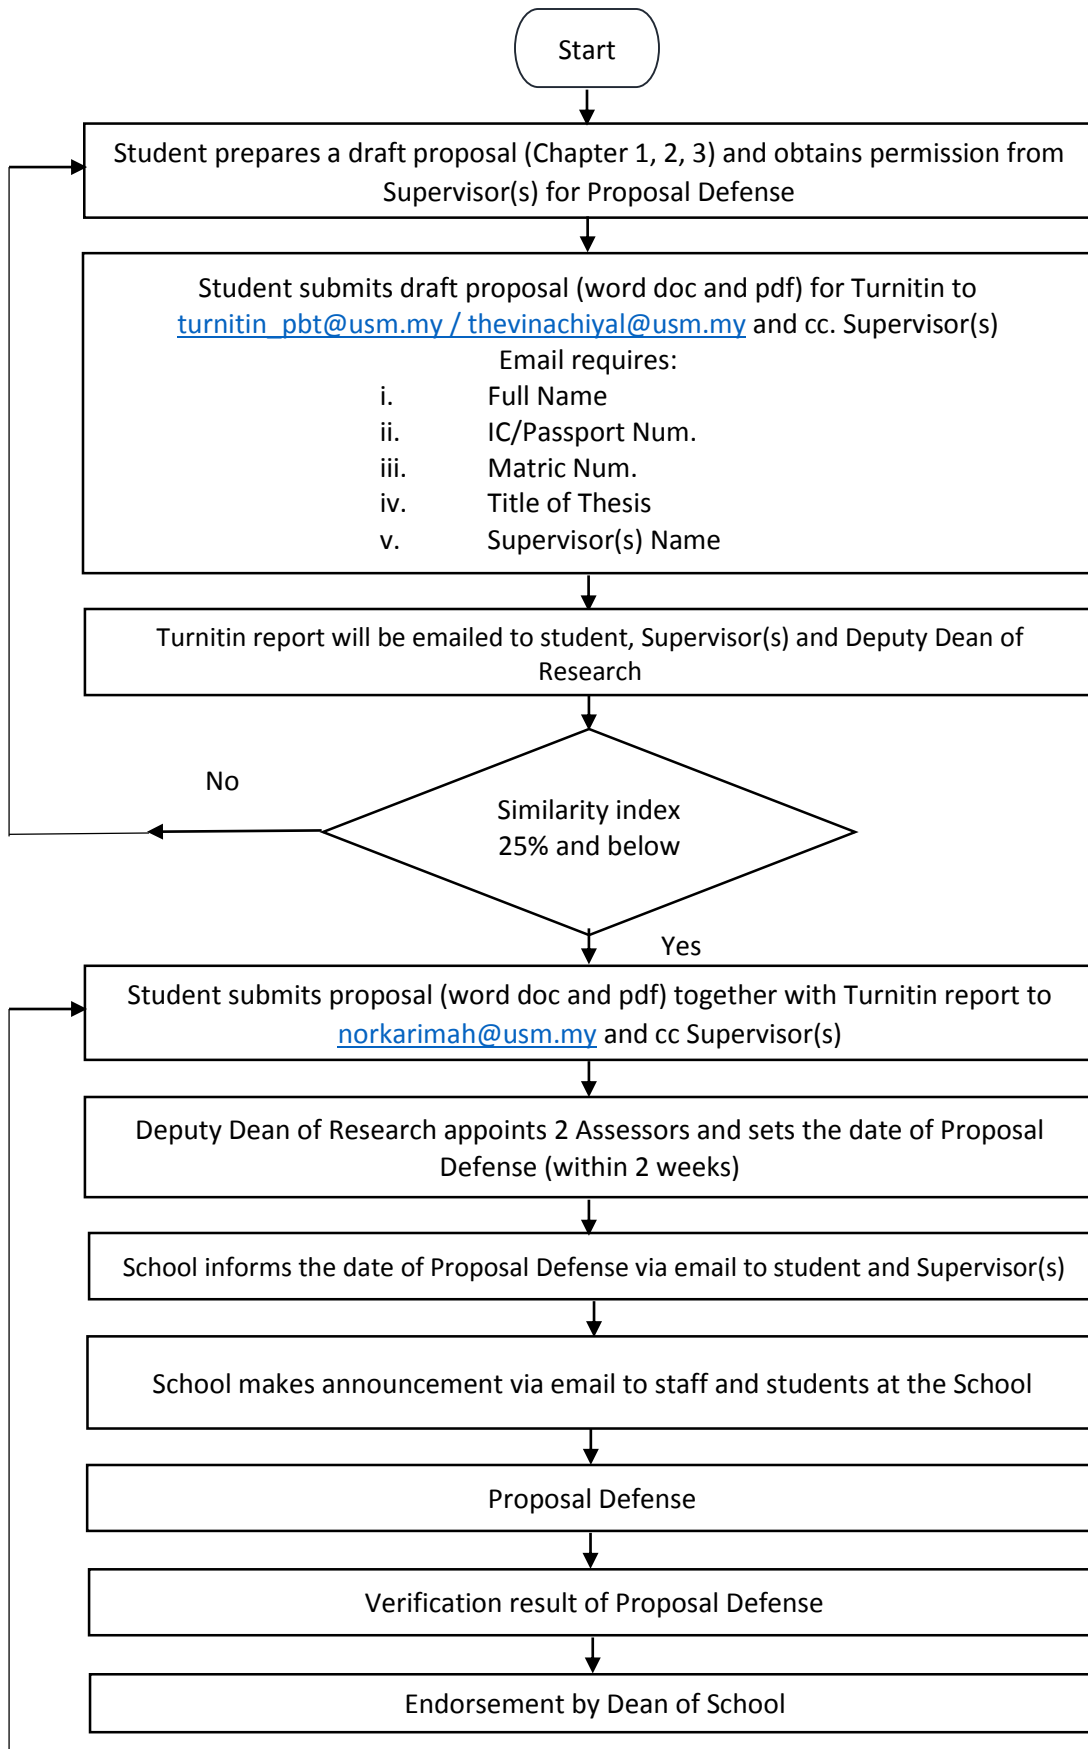 Start
Student prepares a draft proposal (Chapter 1, 2, 3) and obtains permission from
Supervisor(s) for Proposal Defense
Student submits draft proposal (word doc and pdf) for Turnitin to
turnitin_pbt@usm.my / thevinachiyal@usm.my and cc. Supervisor(s)
Email requires:
i. Full Name
ii. IC/Passport Num.
iii. Matric Num.
iv. Title of Thesis
v. Supervisor(s) Name
Turnitin report will be emailed to student, Supervisor(s) and Deputy Dean of
Research
No
Similarity index
25% and below
Yes
Student submits proposal (word doc and pdf) together with Turnitin report to
norkarimah@usm.my and cc Supervisor(s)
Deputy Dean of Research appoints 2 Assessors and sets the date of Proposal
Defense (within 2 weeks)
School informs the date of Proposal Defense via email to student and Supervisor(s)
School makes announcement via email to staff and students at the School
Proposal Defense
Verification result of Proposal Defense
Endorsement by Dean of School